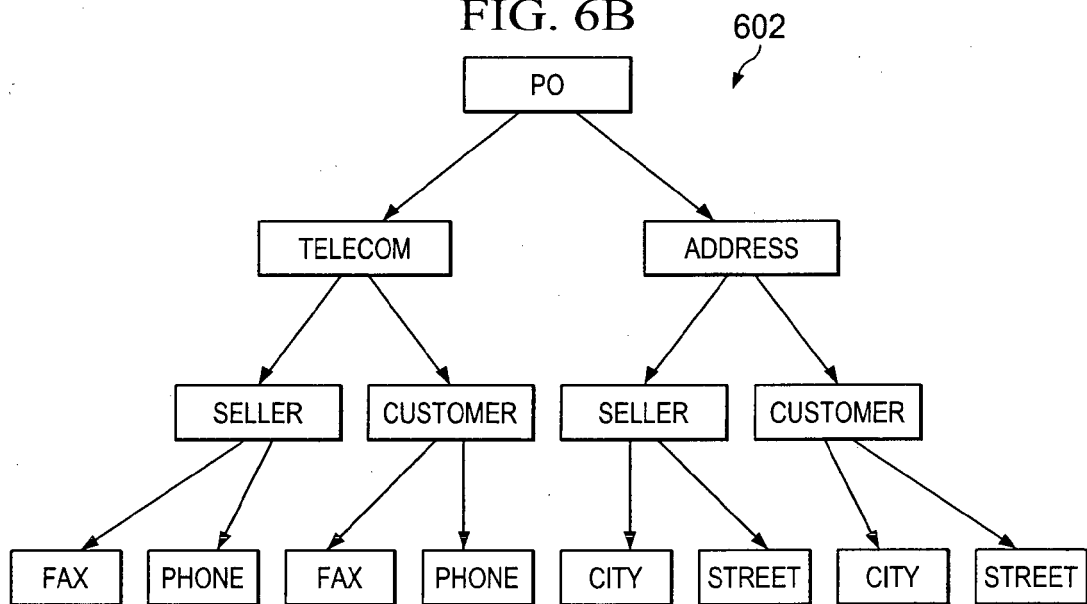 FIG. 6B
602
PO
TELECOM ADDRESS
SELLER CUSTOMER SELLER CUSTOMER
FAX PHONE FAX PHONE CITY STREET CITY STREET